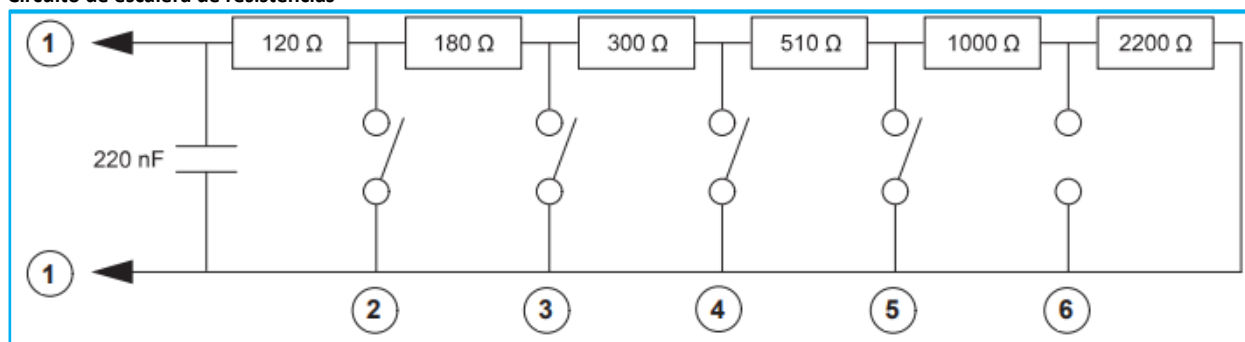 Circuito de escalera de resistencias
1
120 Ω 180 Ω 300 Ω 510 Ω 1000 Ω 2200 Ω
220 nF
1
2 3 4 5 6